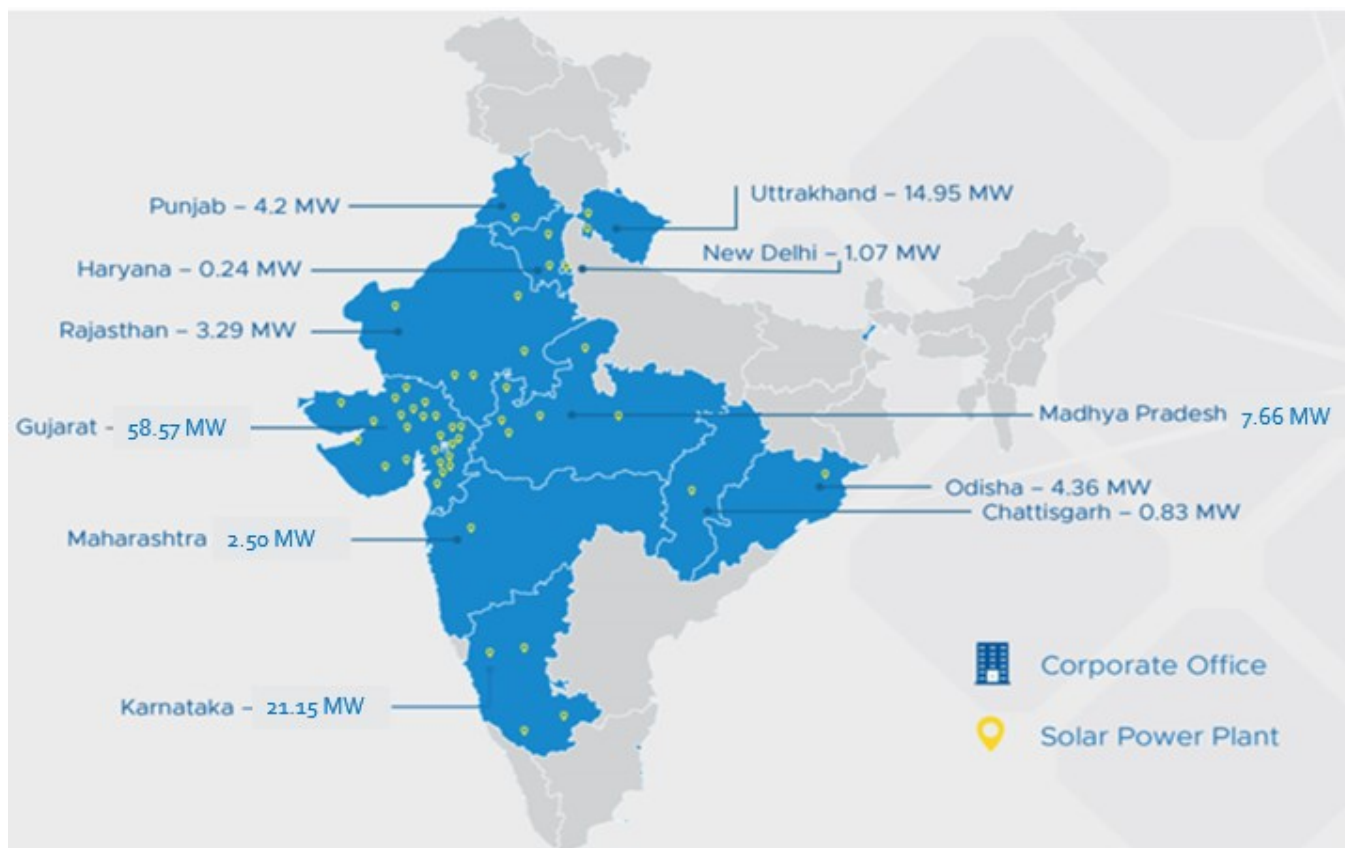 Punjab – 4.2 MW
Uttrakhand – 14.95 MW
New Delhi – 1.07 MW
Haryana – 0.24 MW
Rajasthan – 3.29 MW
Gujarat - 58.57 MW
Madhya Pradesh 7.66 MW
Odisha – 4.36 MW
Chattisgarh – 0.83 MW
Maharashtra 2.50 MW
Corporate Office
Karnataka – 21.15 MW
Solar Power Plant